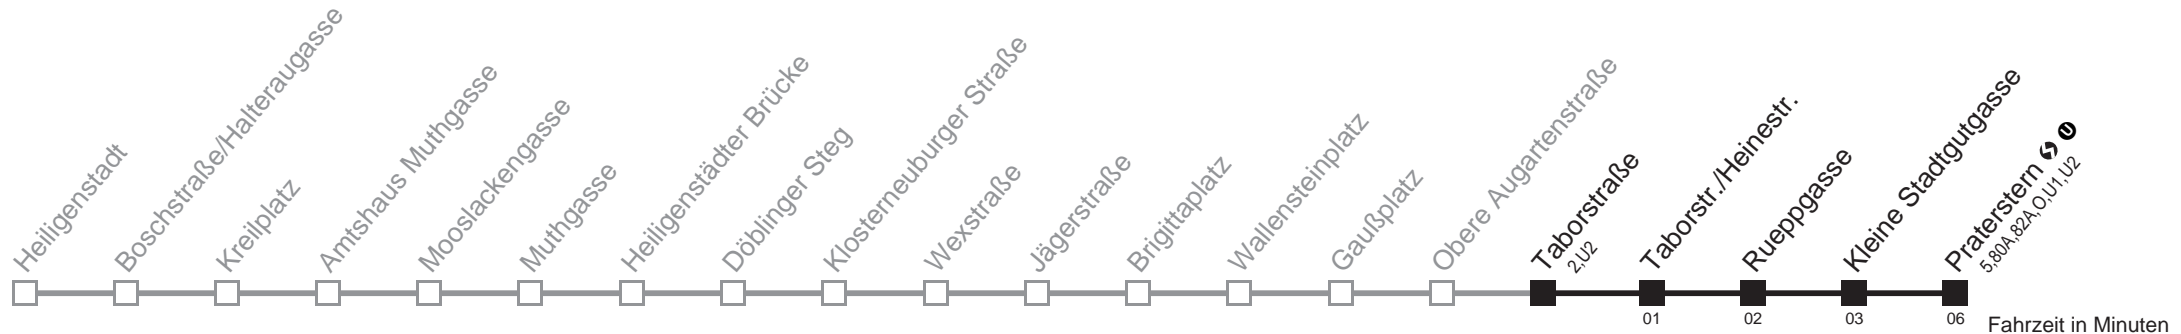 Heiligenstadt
Boschstraße/Halteraugasse
Kreilplatz
Amtshaus Muthgasse
Mooslackengasse
Muthgasse
Heiligenstädter Brücke
Döblinger Steg
Klosterneuburger Straße
Wexstraße
Jägerstraße
Brigittaplatz
Wallensteinplatz
Gaußplatz
Obere Augartenstraße
Taborstraße
2,U2
Taborstr./Heinestr.
Rueppgasse
Kleine Stadtgutgasse
Praterstern S U
5,80A,82A,O,U1,U2
01
02
03
06
Fahrzeit in Minuten